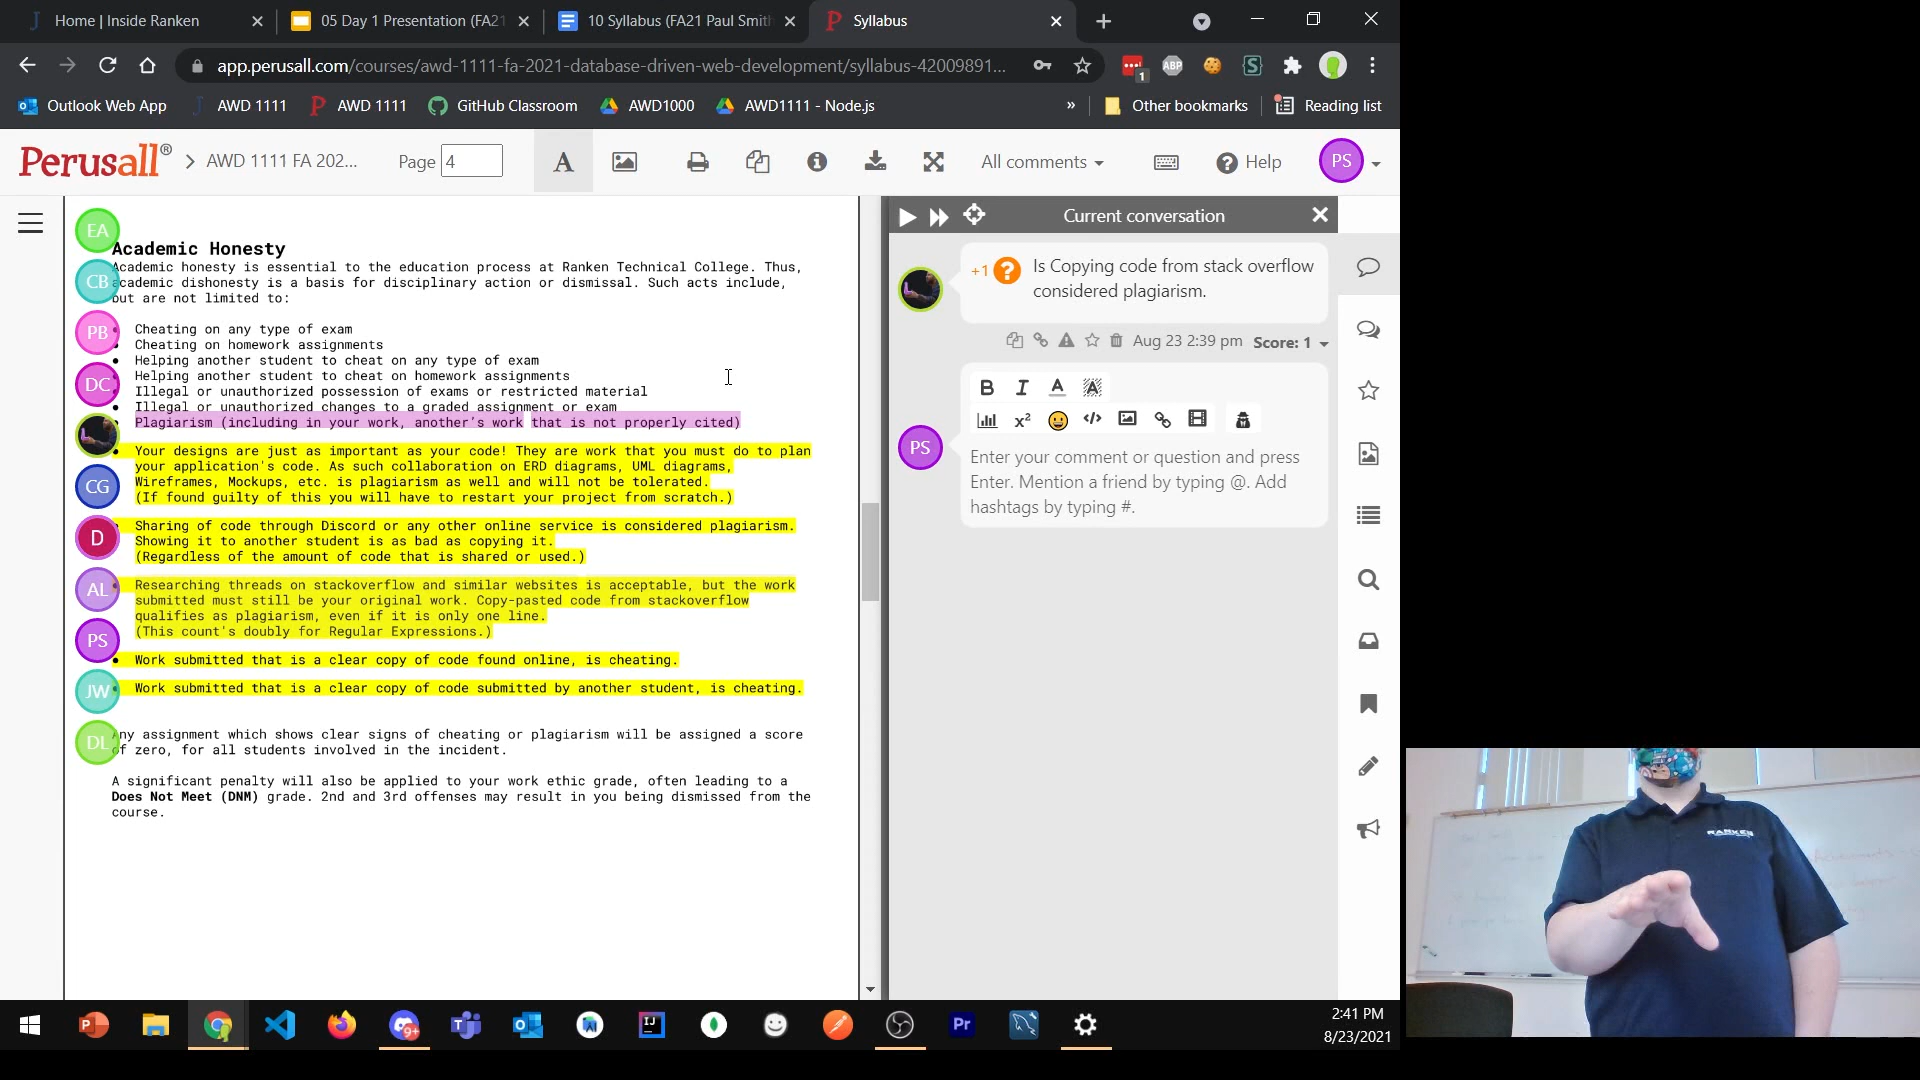 Home | Inside Ranken
05 Day 1 Presentation (FA21
10 Syllabus (FA21 Paul Smith
Syllabus
app.perusall.com/courses/awd-1111-fa-2021-database-driven-web-development/syllabus-42009891...
1
ABP
Outlook Web App
AWD 1111
AWD 1111
GitHub Classroom
AWD1000
AWD1111 - Node.js
»
Other bookmarks
Reading list
Perusall®
AWD 1111 FA 202...
Page 4
All comments
Help
PS
EA
CB
PB
DC
CG
D
AL
PS
JW
DL
Academic Honesty
Academic honesty is essential to the education process at Ranken Technical College. Thus,
academic dishonesty is a basis for disciplinary action or dismissal. Such acts include,
but are not limited to:
Cheating on any type of exam
• Cheating on homework assignments
• Helping another student to cheat on any type of exam
Helping another student to cheat on homework assignments
Illegal or unauthorized possession of exams or restricted material
• Illegal or unauthorized changes to a graded assignment or exam
Plagiarism (including in your work, another’s work that is not properly cited)
Your designs are just as important as your code! They are work that you must do to plan
your application's code. As such collaboration on ERD diagrams, UML diagrams,
Wireframes, Mockups, etc. is plagiarism as well and will not be tolerated.
(If found guilty of this you will have to restart your project from scratch.)
Sharing of code through Discord or any other online service is considered plagiarism.
Showing it to another student is as bad as copying it.
(Regardless of the amount of code that is shared or used.)
Researching threads on stackoverflow and similar websites is acceptable, but the work
submitted must still be your original work. Copy-pasted code from stackoverflow
qualifies as plagiarism, even if it is only one line.
(This count's doubly for Regular Expressions.)
• Work submitted that is a clear copy of code found online, is cheating.
Work submitted that is a clear copy of code submitted by another student, is cheating.
Any assignment which shows clear signs of cheating or plagiarism will be assigned a score
of zero, for all students involved in the incident.
A significant penalty will also be applied to your work ethic grade, often leading to a
Does Not Meet (DNM) grade. 2nd and 3rd offenses may result in you being dismissed from the
course.
Current conversation
+1
Is Copying code from stack overflow
considered plagiarism.
Aug 23 2:39 pm Score: 1
PS
Enter your comment or question and press
Enter. Mention a friend by typing @. Add
hashtags by typing #.
9+
IJ
Pr
2:41 PM
8/23/2021
RANKEN